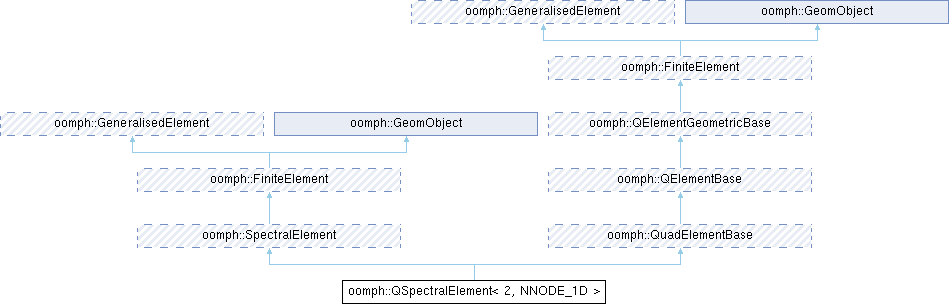 oomph::GeneralisedElement
oomph::GeomObject
oomph::FiniteElement
oomph::GeneralisedElement
oomph::GeomObject
oomph::QElementGeometricBase
oomph::FiniteElement
oomph::QElementBase
oomph::SpectralElement
oomph::QuadElementBase
oomph::QSpectralElement< 2, NNODE_1D >